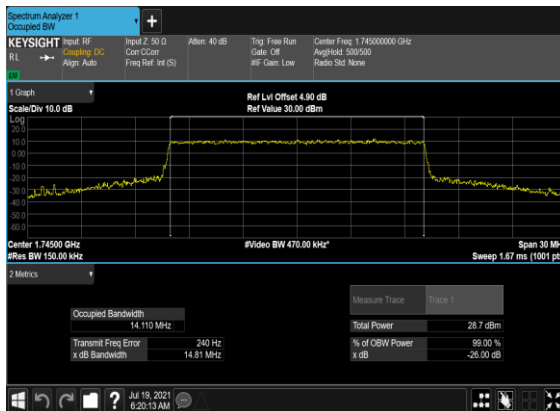 Spectrum Analyzer 1
Occupied BW
KEYSIGHT Input: RF Input Z: 50 Ω Atten: 40 dB Trig: Free Run Center Freq: 1.745000000 GHz
RL Coupling: DC Corr CCorr Gate: Off Avg|Hold: 500/500
Align: Auto Freq Ref: Int (S) #IF Gain: Low Radio Std: None
1 Graph
Ref Lvl Offset 4.90 dB
Scale/Div 10.0 dB Ref Value 30.00 dBm
Log
20.0
10.0
0.00
-10.0
-20.0
-30.0
-40.0
-50.0
-60.0
Center 1.74500 GHz #Video BW 470.00 kHz* Span 30 MH
#Res BW 150.00 kHz Sweep 1.67 ms (1001 pt
2 Metrics
Measure Trace Trace 1
Occupied Bandwidth
14.110 MHz Total Power 28.7 dBm
Transmit Freq Error 240 Hz % of OBW Power 99.00 %
x dB Bandwidth 14.81 MHz x dB -26.00 dB
Jul 19, 2021
6:20:13 AM